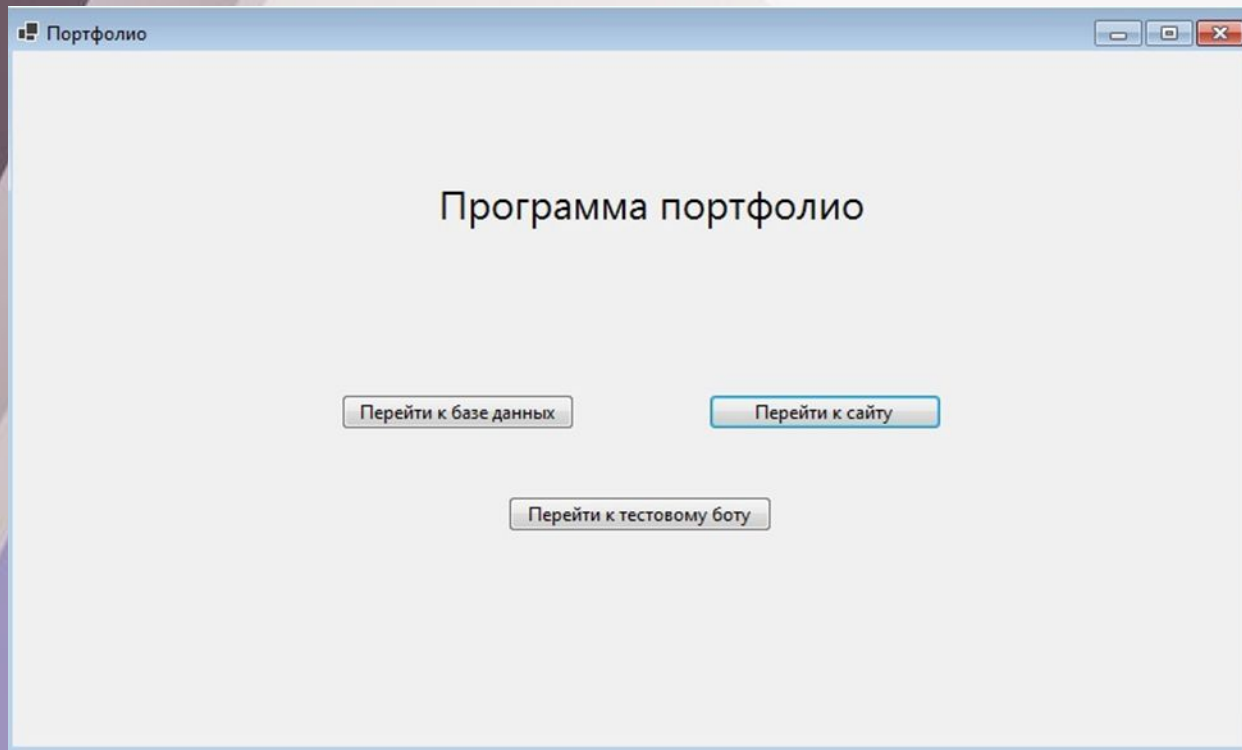 Портфолио
Программа портфолио
Перейти к базе данных
Перейти к сайту
Перейти к тестовому боту